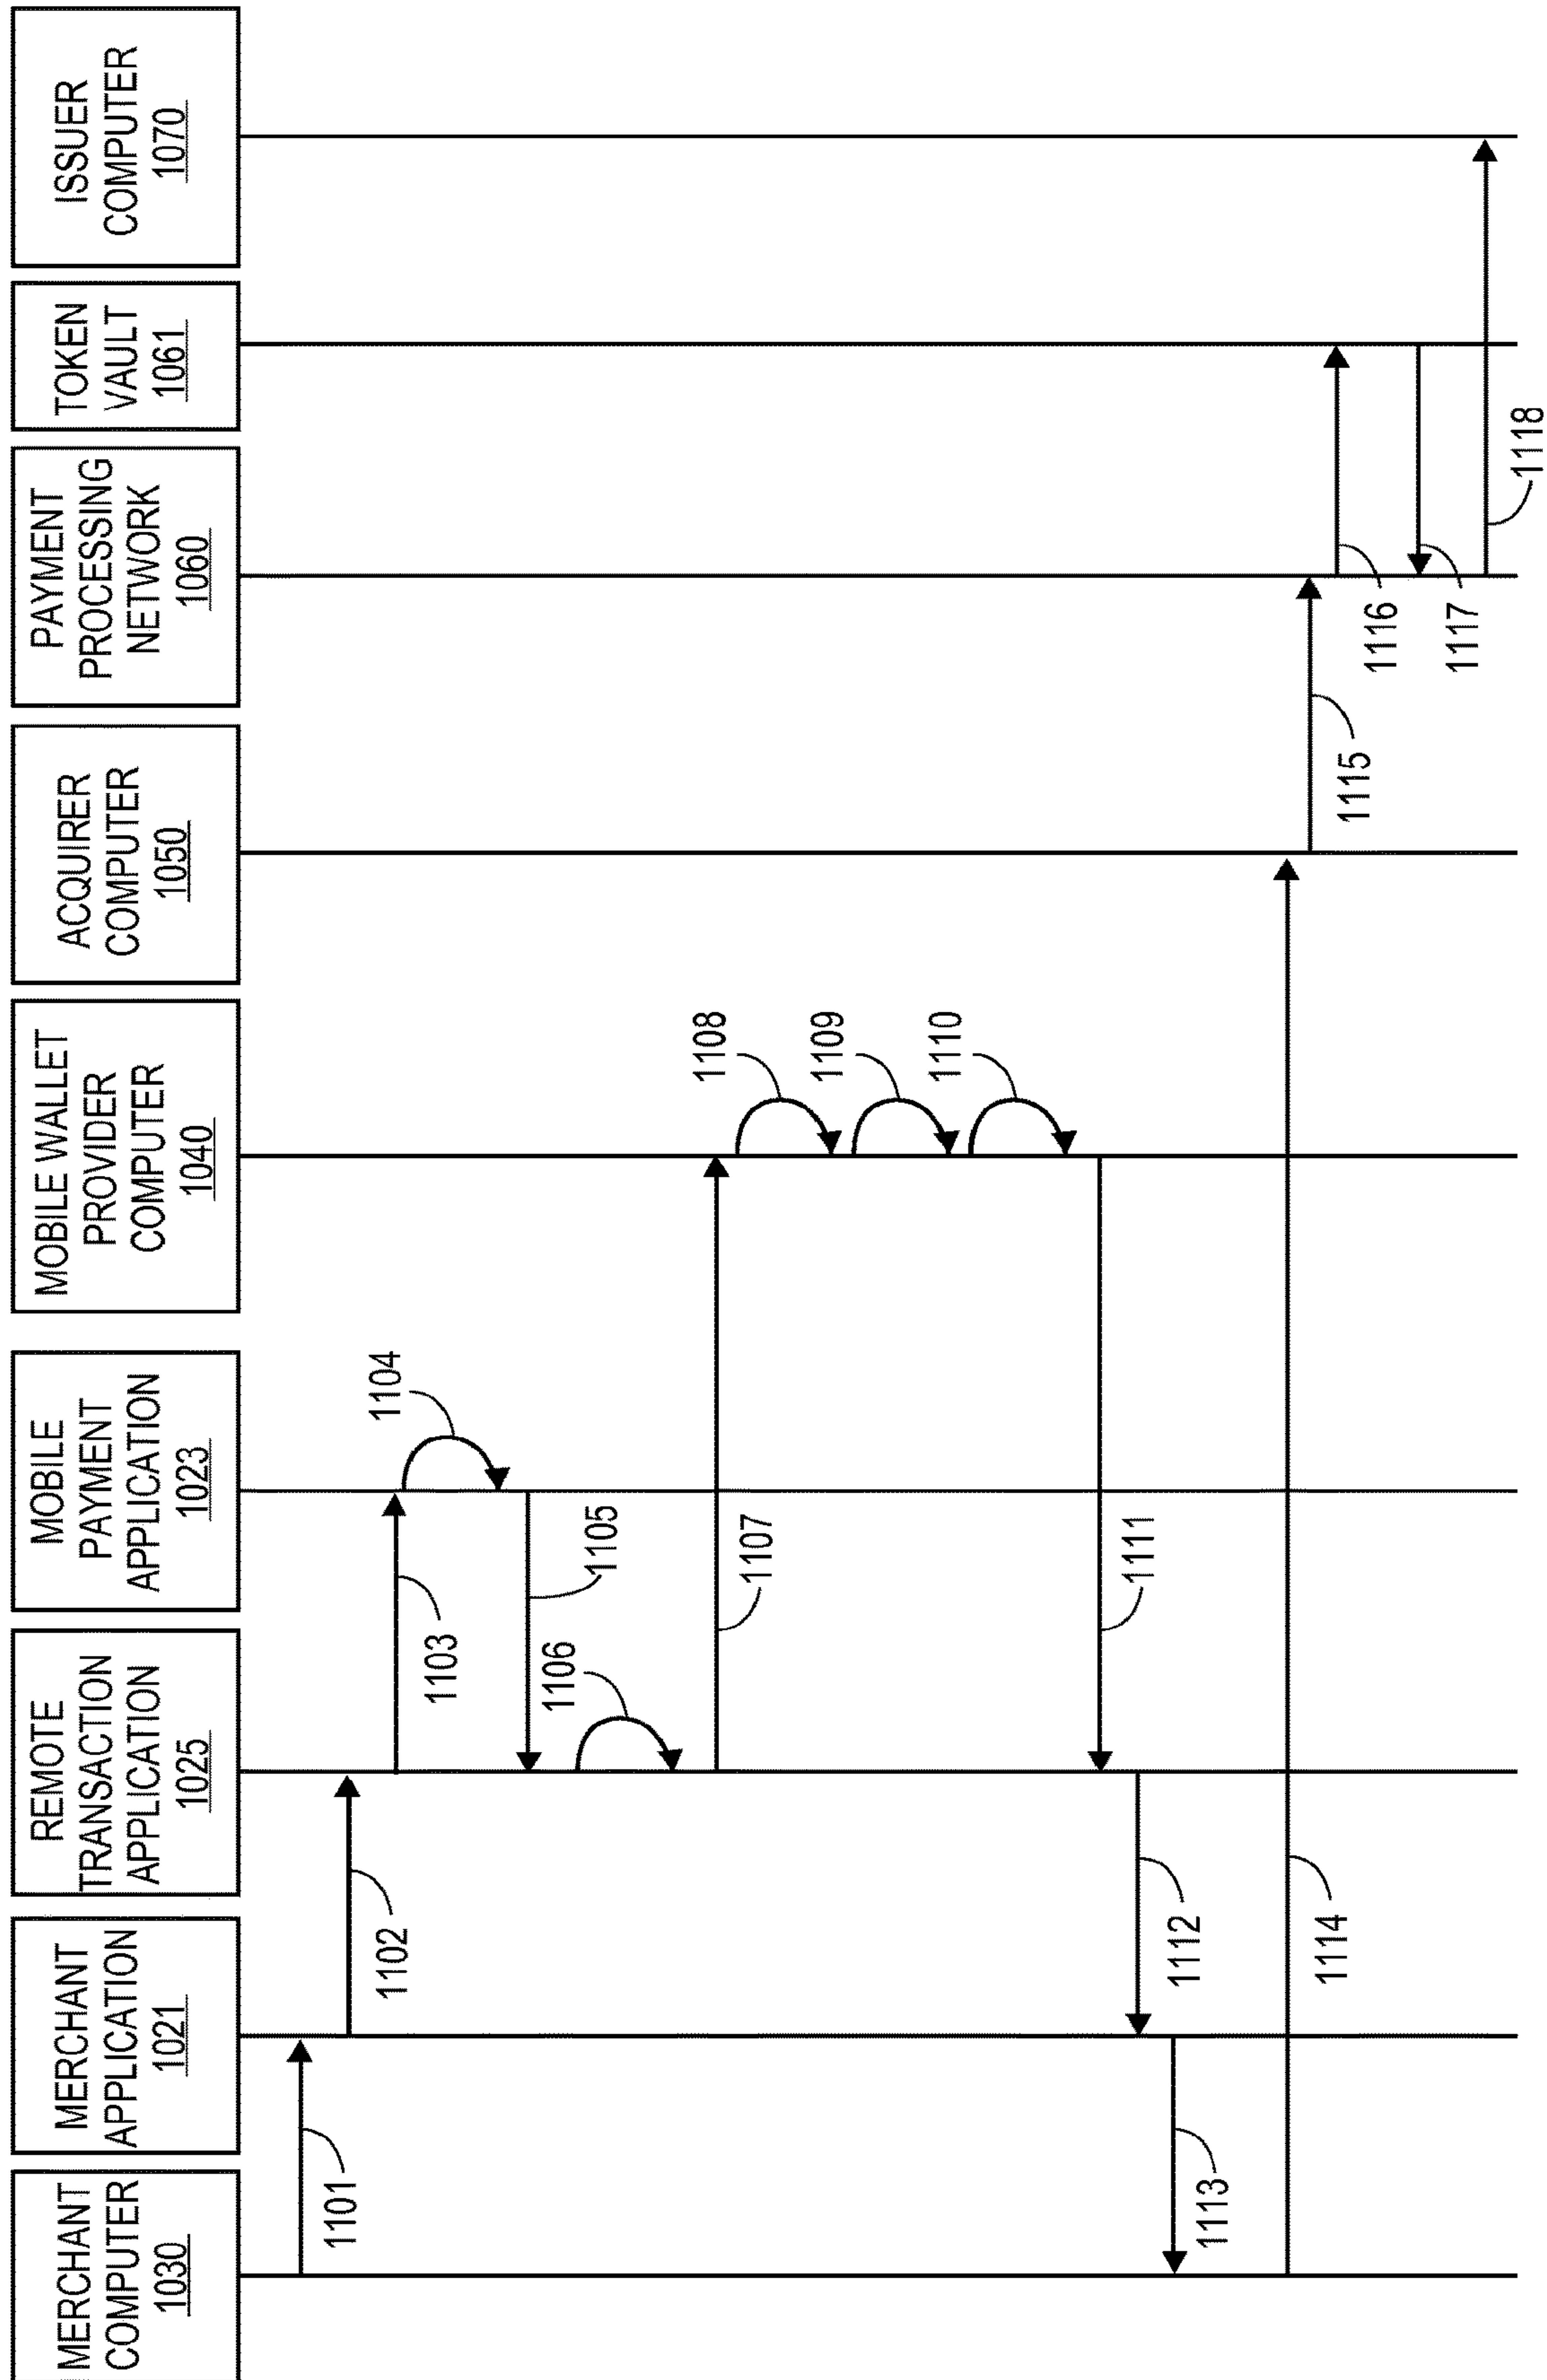 MERCHANT
COMPUTER
1030
MERCHANT
APPLICATION
1021
REMOTE
TRANSACTION
APPLICATION
1025
MOBILE
PAYMENT
APPLICATION
1023
MOBILE WALLET
PROVIDER
COMPUTER
1040
ACQUIRER
COMPUTER
1050
PAYMENT
PROCESSING
NETWORK
1060
TOKEN
VAULT
1061
ISSUER
COMPUTER
1070
1101
1102
1103
1104
1105
1106
1107
1108
1109
1110
1111
1112
1113
1114
1115
1116
1117
1118